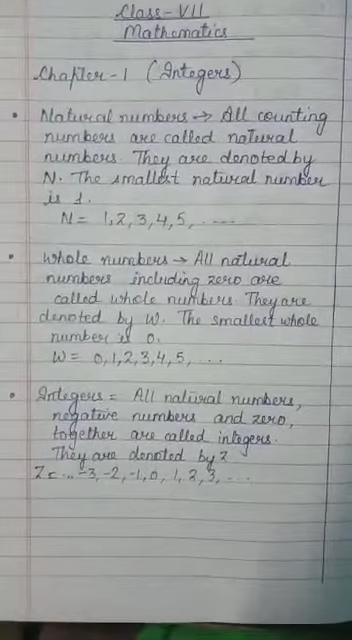 Class - VII
Mathematics
Chapter - 1 (Integers)
• Natural numbers → All counting
numbers are called natural
numbers. They are denoted by
N. The smallest natural number
is 1.
N = 1, 2, 3, 4, 5, .....
• Whole numbers → All natural
numbers including zero are
called whole numbers. They are
denoted by W. The smallest whole
number is 0.
W = 0, 1, 2, 3, 4, 5, ...
• Integers = All natural numbers,
negative numbers and zero,
together are called integers.
They are denoted by Z
Z = ... -3, -2, -1, 0, 1, 2, 3, ...